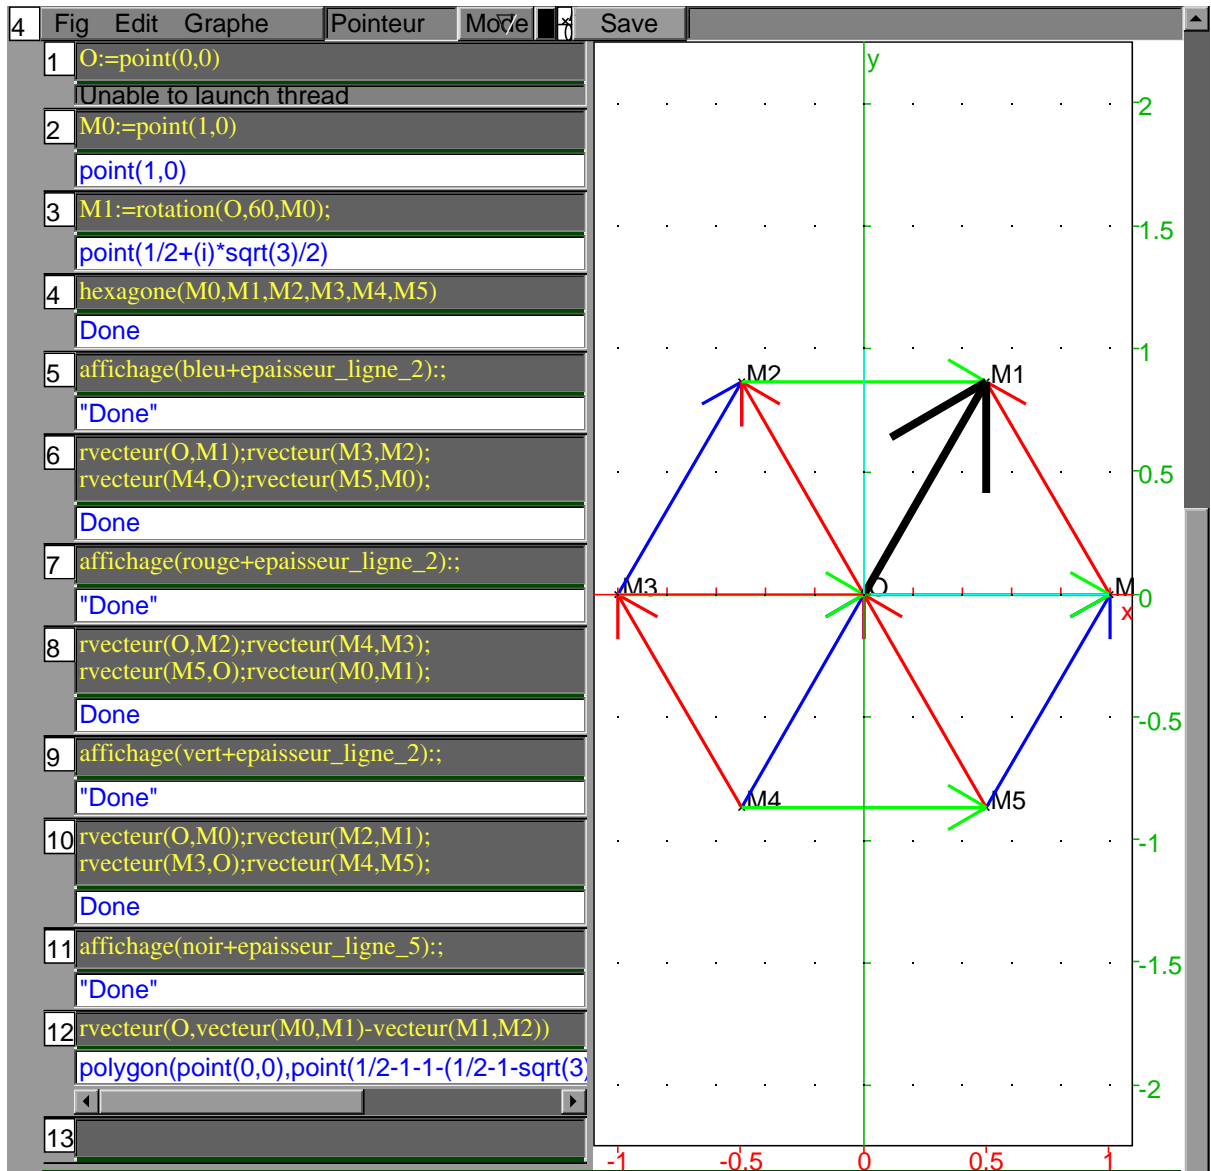 4 Fig Edit Graphe Pointeur Mode Save
1 O:=point(0,0)
Unable to launch thread
2 M0:=point(1,0)
point(1,0)
3 M1:=rotation(O,60,M0);
point(1/2+(i)*sqrt(3)/2)
4 hexagone(M0,M1,M2,M3,M4,M5)
Done
5 affichage(bleu+epaisseur_ligne_2):;
"Done"
6 rvecteur(O,M1);rvecteur(M3,M2);
rvecteur(M4,O);rvecteur(M5,M0);
Done
7 affichage(rouge+epaisseur_ligne_2):;
"Done"
8 rvecteur(O,M2);rvecteur(M4,M3);
rvecteur(M5,O);rvecteur(M0,M1);
Done
9 affichage(vert+epaisseur_ligne_2):;
"Done"
10 rvecteur(O,M0);rvecteur(M2,M1);
rvecteur(M3,O);rvecteur(M4,M5);
Done
11 affichage(noir+epaisseur_ligne_5):;
"Done"
12 rvecteur(O,vecteur(M0,M1)-vecteur(M1,M2))
polygon(point(0,0),point(1/2-1-1-(1/2-1-sqrt(3)
13
y
2
1.5
1
M2 M1
0.5
M3 O M
0
x
-0.5
M4 M5
-1
-1.5
-2
-1 -0.5 0 0.5 1